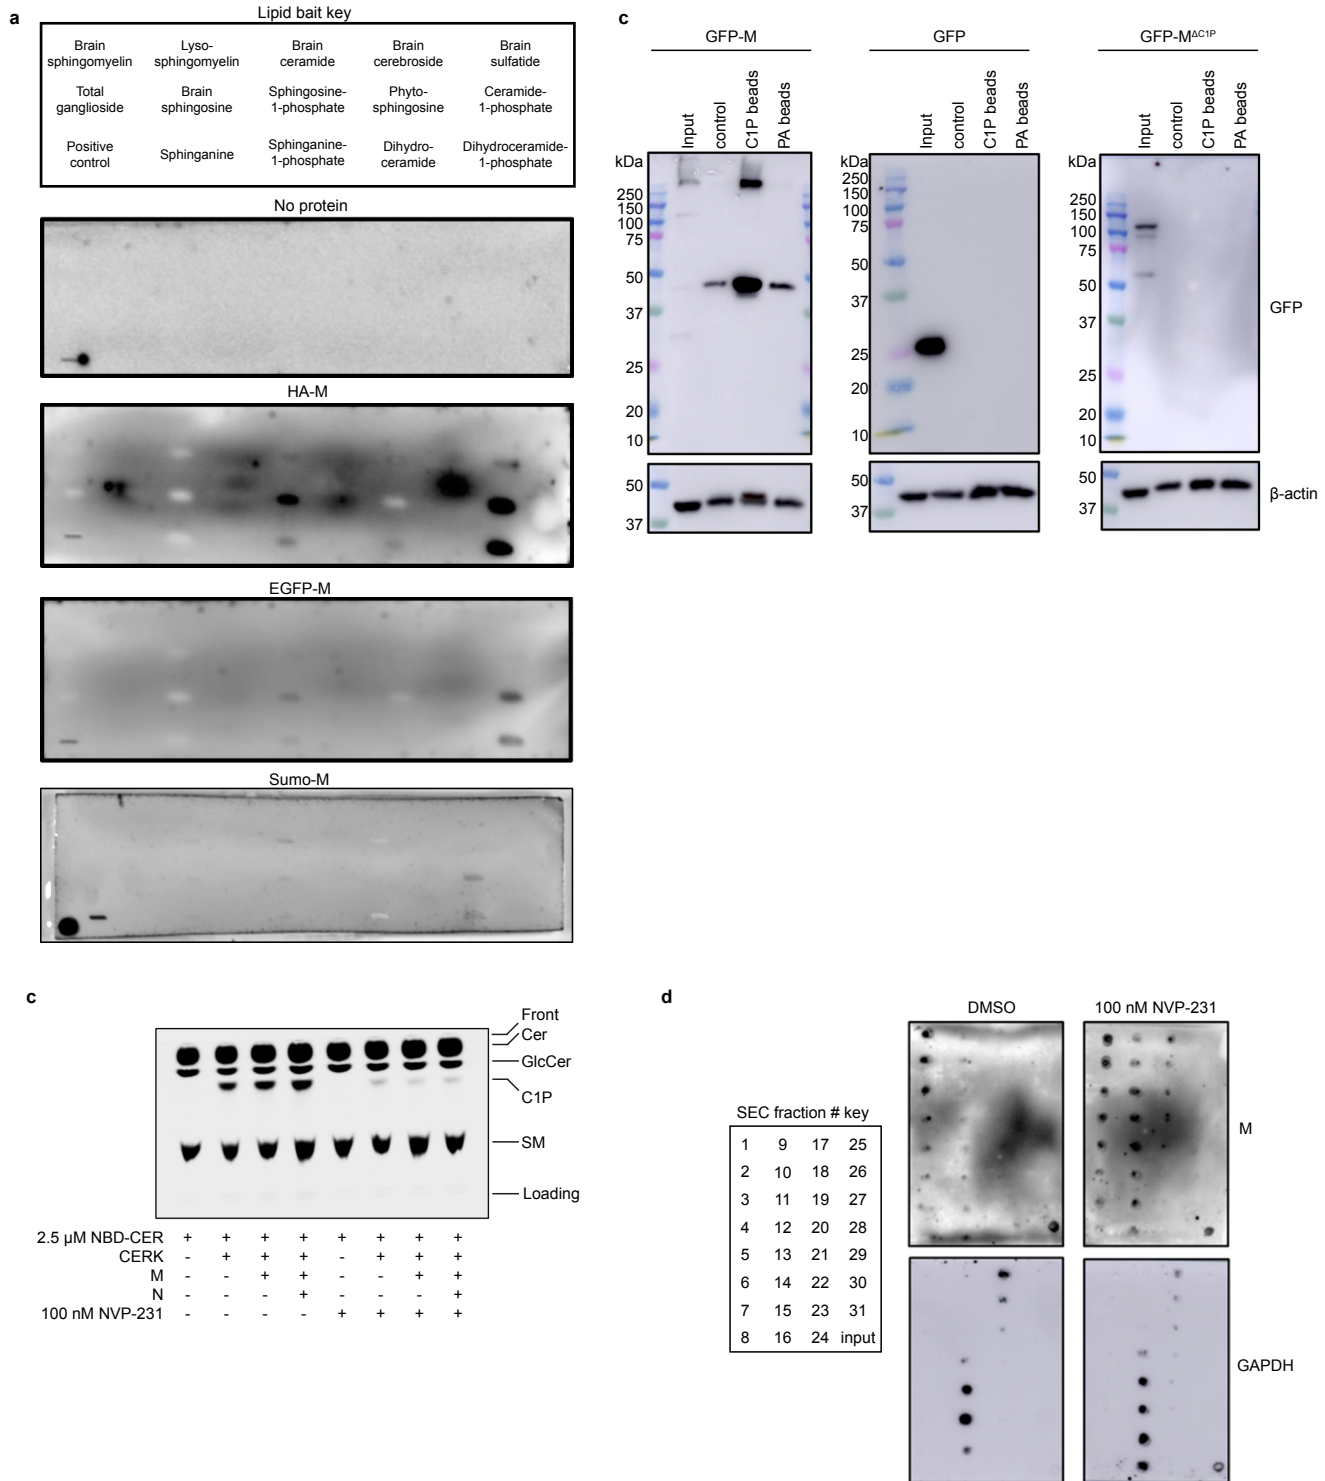 a
Lipid bait key
Brain sphingomyelin
Lyso-sphingomyelin
Brain ceramide
Brain cerebroside
Brain sulfatide
Total ganglioside
Brain sphingosine
Sphingosine-1-phosphate
Phyto-sphingosine
Ceramide-1-phosphate
Positive control
Sphinganine
Sphinganine-1-phosphate
Dihydro-ceramide
Dihydroceramide-1-phosphate
No protein
HA-M
EGFP-M
Sumo-M
c
GFP-M
Input
control
C1P beads
PA beads
kDa
250
150
100
75
50
37
25
20
10
50
37
GFP
Input
control
C1P beads
PA beads
kDa
250
150
100
75
50
37
25
20
10
50
37
GFP-MΔC1P
Input
control
C1P beads
PA beads
kDa
250
150
100
75
50
37
25
20
10
50
37
GFP
β-actin
c
Front
Cer
GlcCer
C1P
SM
Loading
2.5 µM NBD-CER + + + + + + + +
CERK - + + + - + + +
M - - + + - - + +
N - - - + - - - +
100 nM NVP-231 - - - - + + + +
d
DMSO
100 nM NVP-231
SEC fraction # key
1 9 17 25
2 10 18 26
3 11 19 27
4 12 20 28
5 13 21 29
6 14 22 30
7 15 23 31
8 16 24 input
M
GAPDH